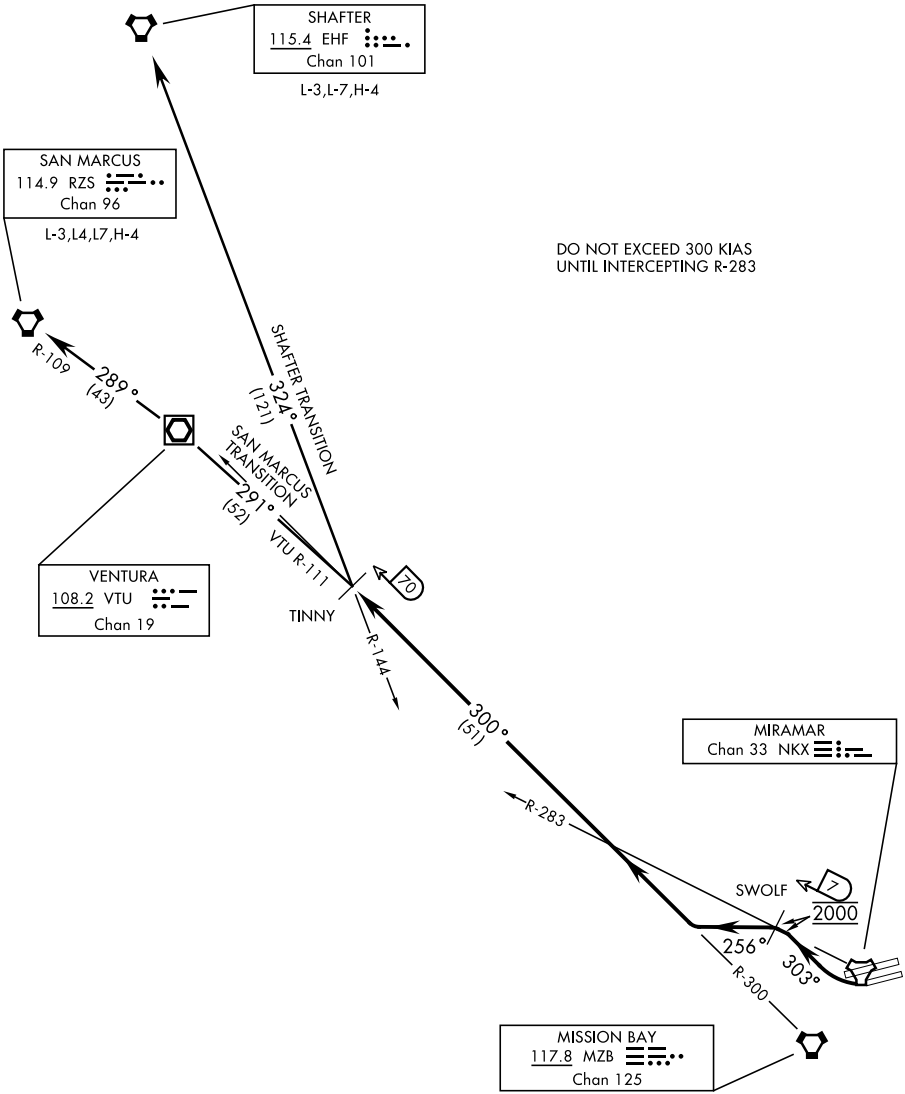 SHAFTER
115.4 EHF
Chan 101
L-3,L-7,H-4
SAN MARCUS
114.9 RZS
Chan 96
L-3,L4,L7,H-4
DO NOT EXCEED 300 KIAS
UNTIL INTERCEPTING R-283
R-109
289°
(43)
SHAFTER TRANSITION
324°
(121)
SAN MARCUS
TRANSITION
291°
(52)
VTU R-111
VENTURA
108.2 VTU
Chan 19
TINNY
70
R-144
300°
(51)
MIRAMAR
Chan 33 NKX
R-283
SWOLF
7
2000
256°
303°
R-300
MISSION BAY
117.8 MZB
Chan 125